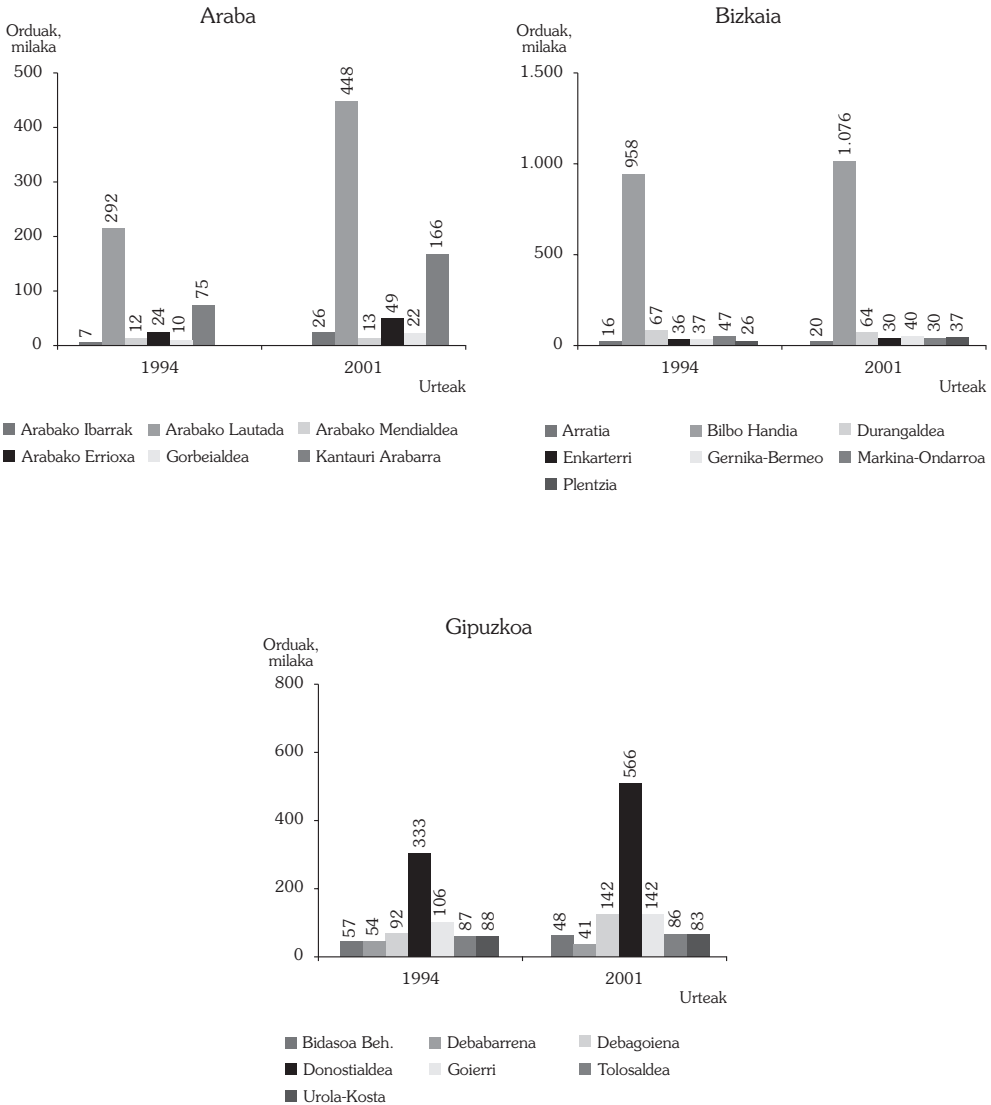 Araba
Orduak,
milaka
500
400
300
200
100
0
7
292
12
24
10
75
26
448
13
49
22
166
1994
2001
Urteak
Arabako Ibarrak
Arabako Lautada
Arabako Mendialdea
Arabako Errioxa
Gorbeialdea
Kantauri Arabarra
Bizkaia
Orduak,
milaka
1.500
1.000
500
0
16
958
67
36
37
47
26
20
1.076
64
30
40
30
37
1994
2001
Urteak
Arratia
Bilbo Handia
Durangaldea
Enkarterri
Gernika-Bermeo
Markina-Ondarroa
Plentzia
Gipuzkoa
Orduak,
milaka
800
600
400
200
0
57
54
92
333
106
87
88
48
41
142
566
142
86
83
1994
2001
Urteak
Bidasoa Beh.
Debabarrena
Debagoiena
Donostialdea
Goierri
Tolosaldea
Urola-Kosta